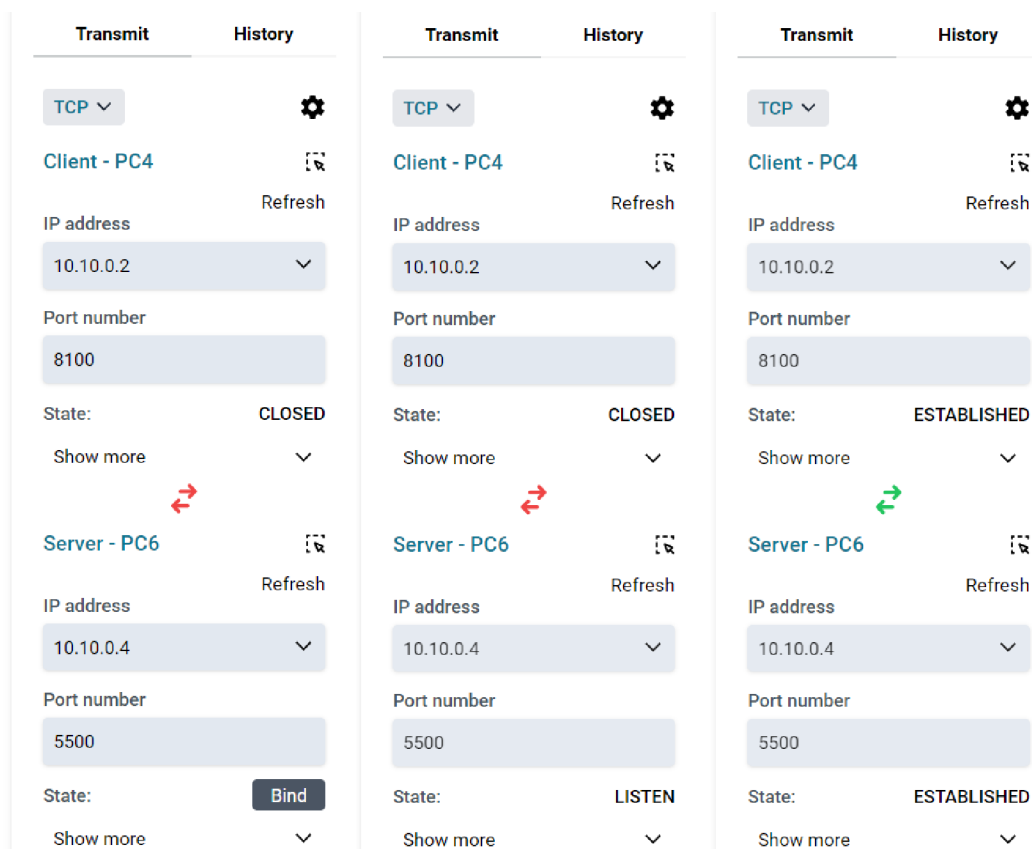 Transmit History
TCP
Client - PC4
Refresh
IP address
10.10.0.2
Port number
8100
State: CLOSED
Show more
Server - PC6
Refresh
IP address
10.10.0.4
Port number
5500
State: Bind
Show more
Transmit History
TCP
Client - PC4
Refresh
IP address
10.10.0.2
Port number
8100
State: CLOSED
Show more
Server - PC6
Refresh
IP address
10.10.0.4
Port number
5500
State: LISTEN
Show more
Transmit History
TCP
Client - PC4
Refresh
IP address
10.10.0.2
Port number
8100
State: ESTABLISHED
Show more
Server - PC6
Refresh
IP address
10.10.0.4
Port number
5500
State: ESTABLISHED
Show more